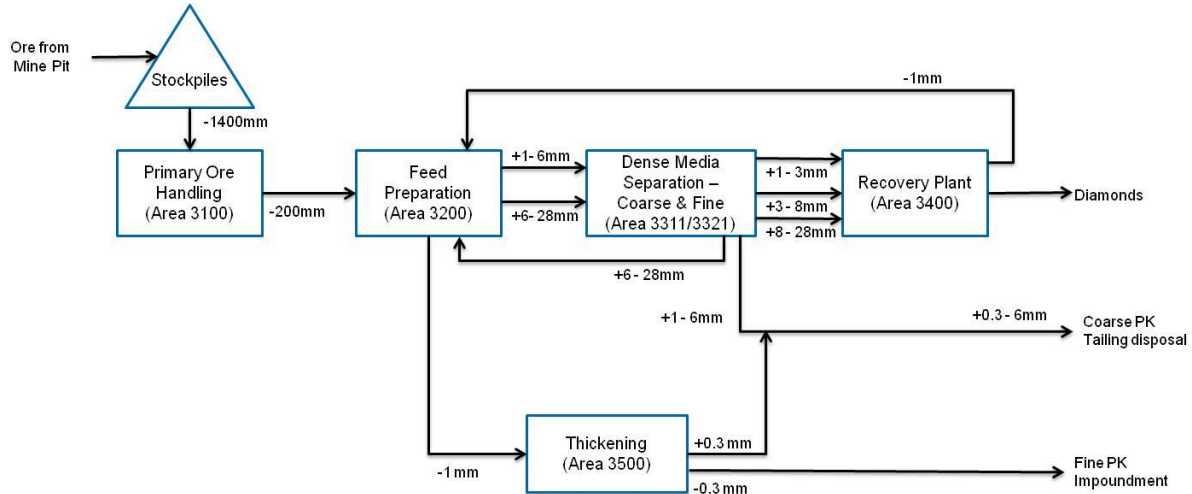 Ore from
Mine Pit
Stockpiles
-1400mm
-1mm
Primary Ore
Handling
(Area 3100)
-200mm
Feed
Preparation
(Area 3200)
+1- 6mm
+6- 28mm
Dense Media
Separation –
Coarse & Fine
(Area 3311/3321)
+1 - 3mm
+3 - 8mm
+8 - 28mm
Recovery Plant
(Area 3400)
Diamonds
+6 - 28mm
+1 - 6mm
+0.3 - 6mm
Coarse PK
Tailing disposal
-1 mm
Thickening
(Area 3500)
+0.3 mm
-0.3 mm
Fine PK
Impoundment